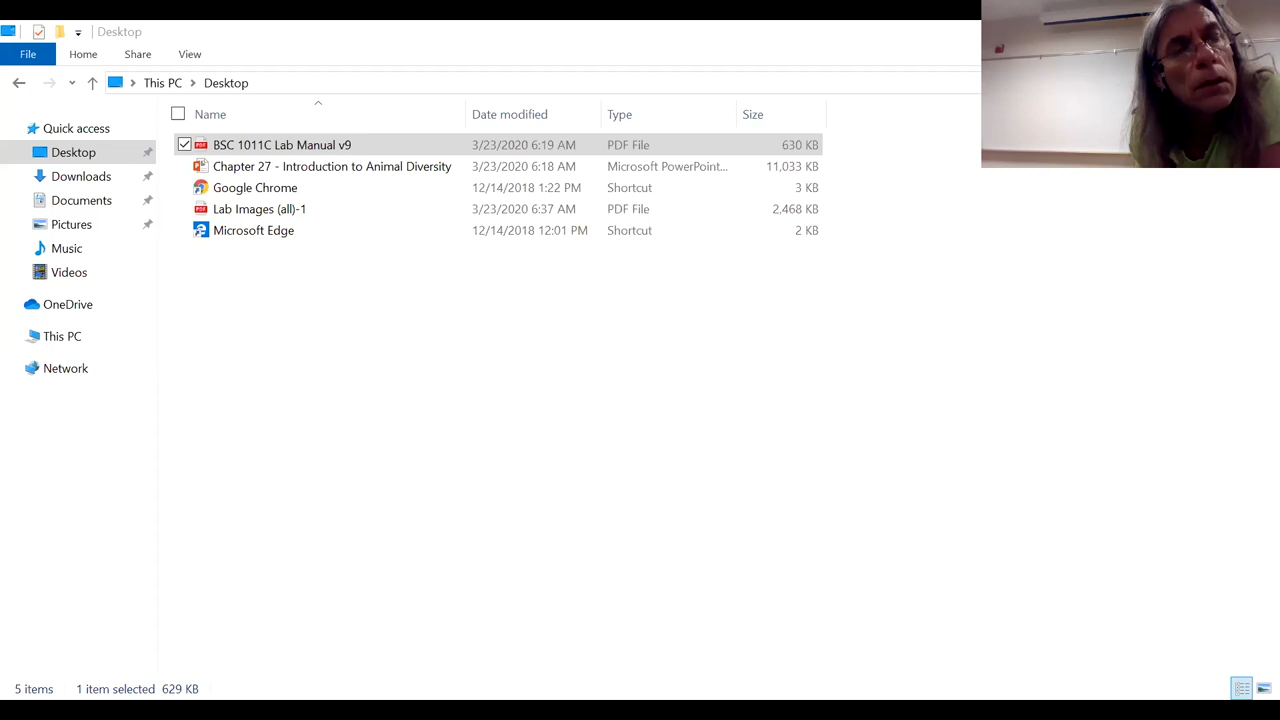 Desktop
File Home Share View
This PC Desktop
Name Date modified Type Size
Quick access
Desktop
Downloads
Documents
Pictures
Music
Videos
OneDrive
This PC
Network
BSC 1011C Lab Manual v9 3/23/2020 6:19 AM PDF File 630 KB
Chapter 27 - Introduction to Animal Diversity 3/23/2020 6:18 AM Microsoft PowerPoint... 11,033 KB
Google Chrome 12/14/2018 1:22 PM Shortcut 3 KB
Lab Images (all)-1 3/23/2020 6:37 AM PDF File 2,468 KB
Microsoft Edge 12/14/2018 12:01 PM Shortcut 2 KB
5 items 1 item selected 629 KB